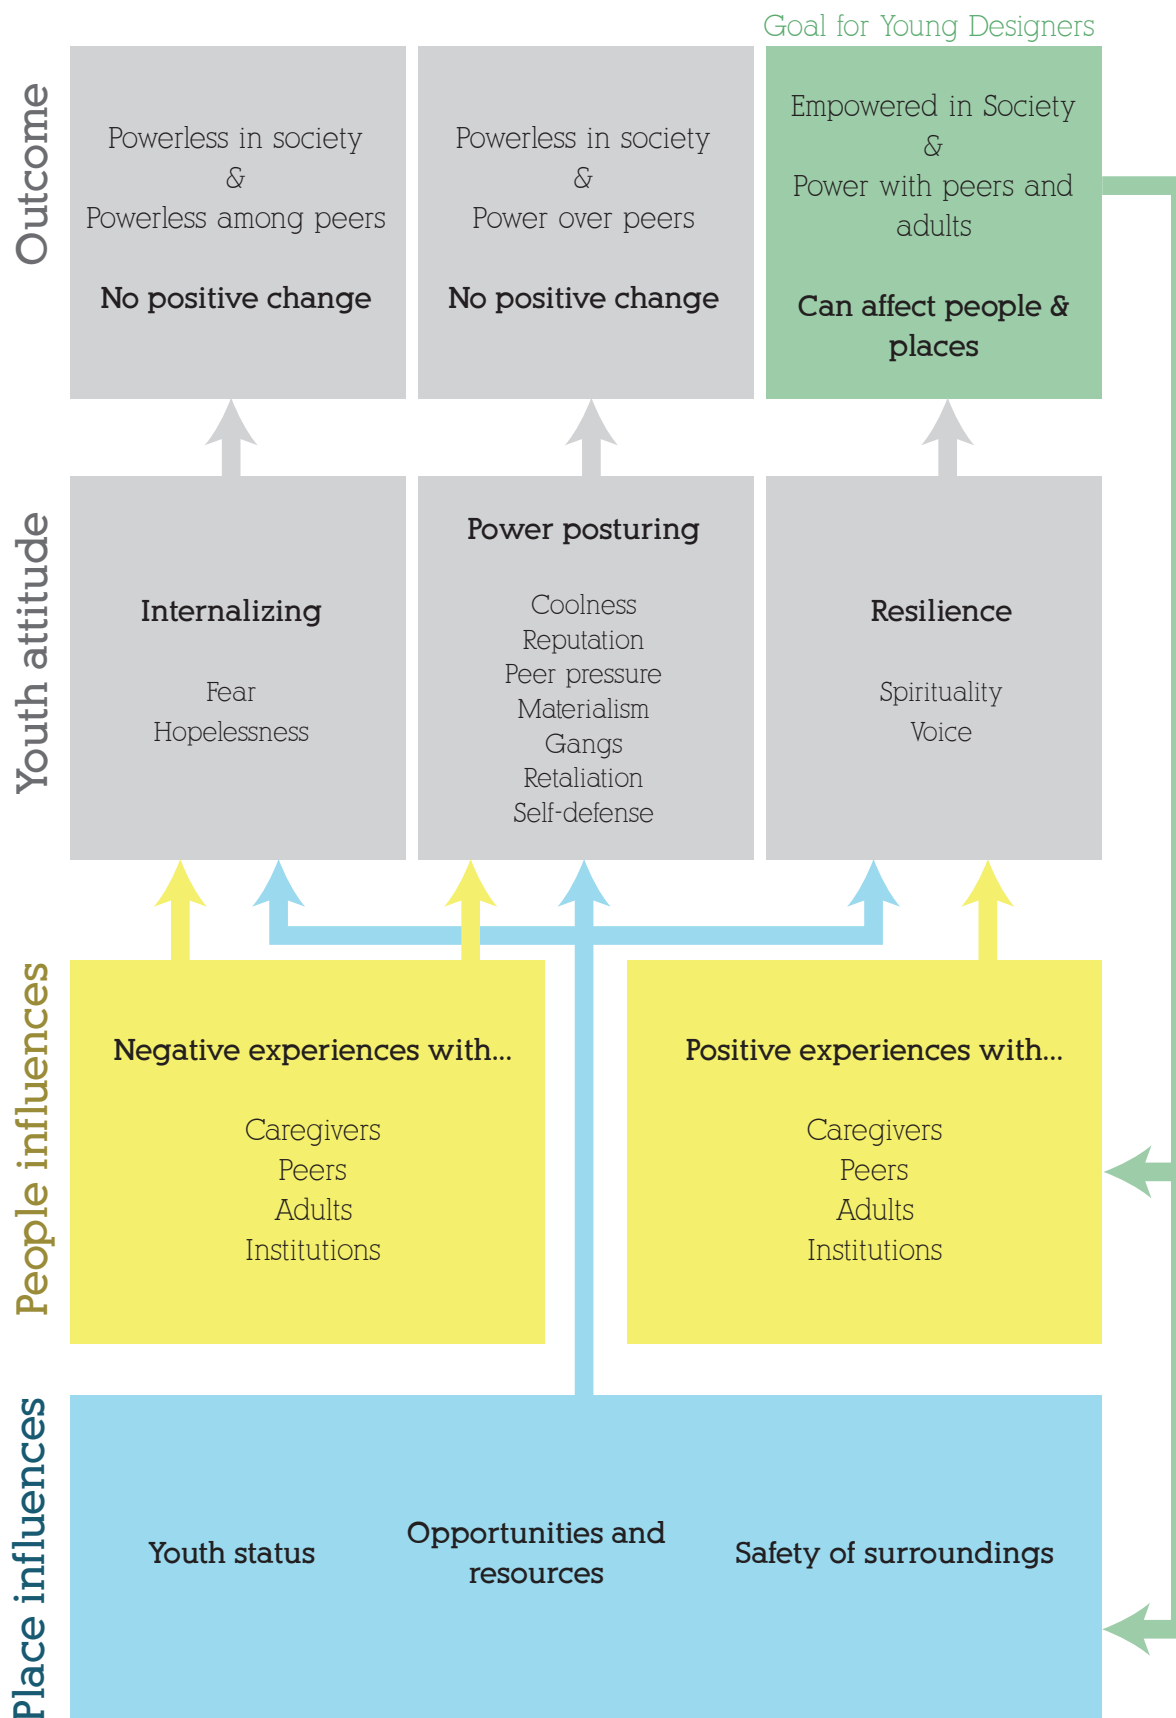 Goal for Young Designers
Outcome
Powerless in society
&
Powerless among peers
No positive change
Powerless in society
&
Power over peers
No positive change
Empowered in Society
&
Power with peers and
adults
Can affect people &
places
Youth attitude
Internalizing
Fear
Hopelessness
Power posturing
Coolness
Reputation
Peer pressure
Materialism
Gangs
Retaliation
Self-defense
Resilience
Spirituality
Voice
People influences
Negative experiences with...
Caregivers
Peers
Adults
Institutions
Positive experiences with...
Caregivers
Peers
Adults
Institutions
Place influences
Youth status
Opportunities and
resources
Safety of surroundings